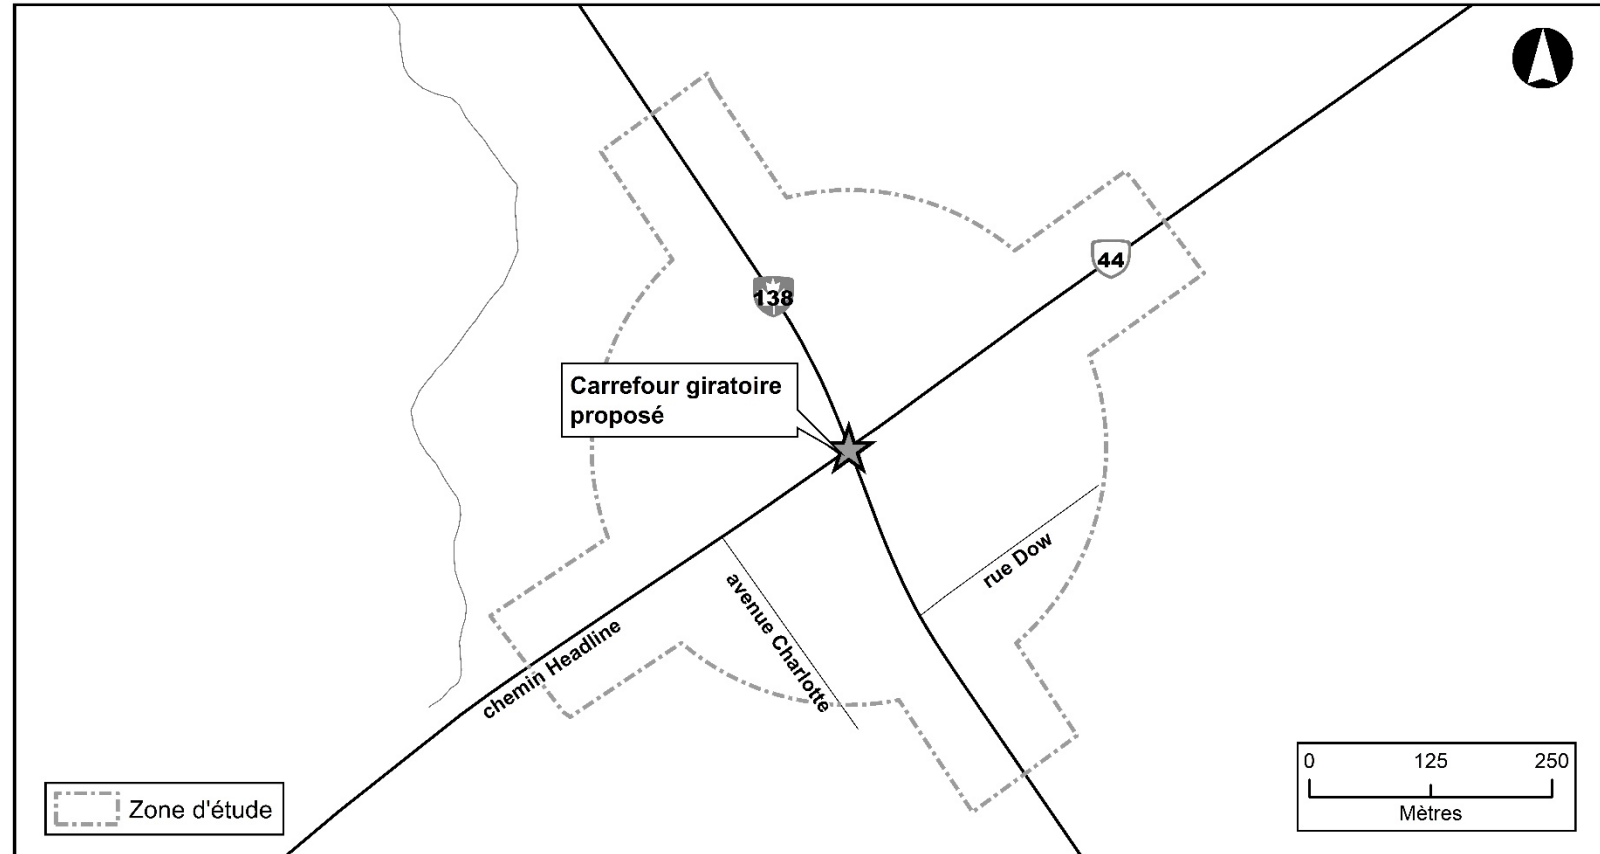 44
138
Carrefour giratoire
proposé
rue Dow
avenue Charlotte
chemin Headline
Zone d'étude
0 125 250
Mètres